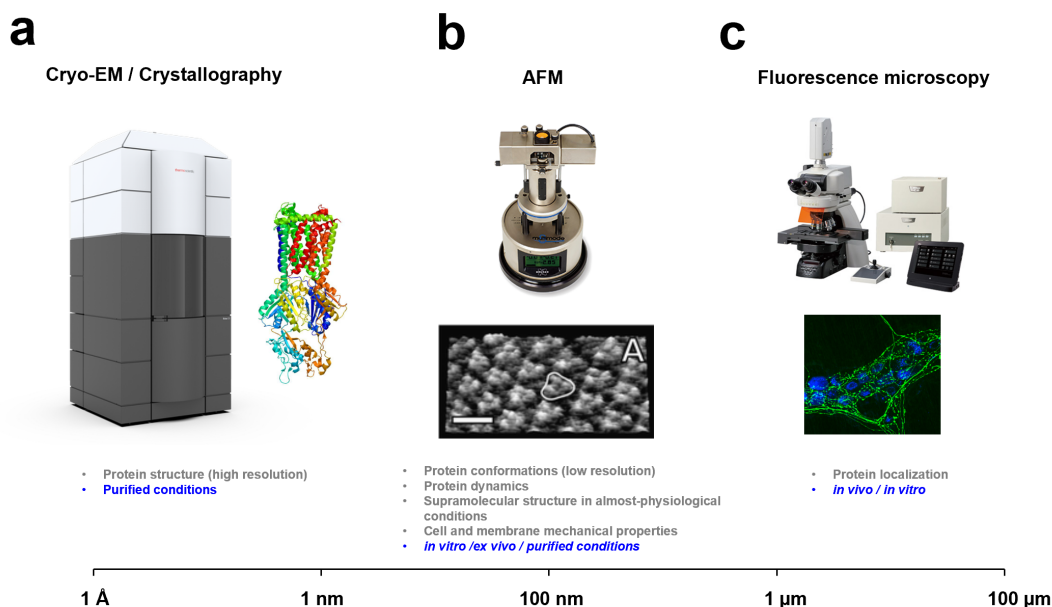 a
b
c
Cryo-EM / Crystallography
AFM
Fluorescence microscopy
A
• Protein structure (high resolution)
• Purified conditions
• Protein conformations (low resolution)
• Protein dynamics
• Supramolecular structure in almost-physiological
conditions
• Cell and membrane mechanical properties
• in vitro /ex vivo / purified conditions
• Protein localization
• in vivo / in vitro
1 Å
1 nm
100 nm
1 µm
100 µm